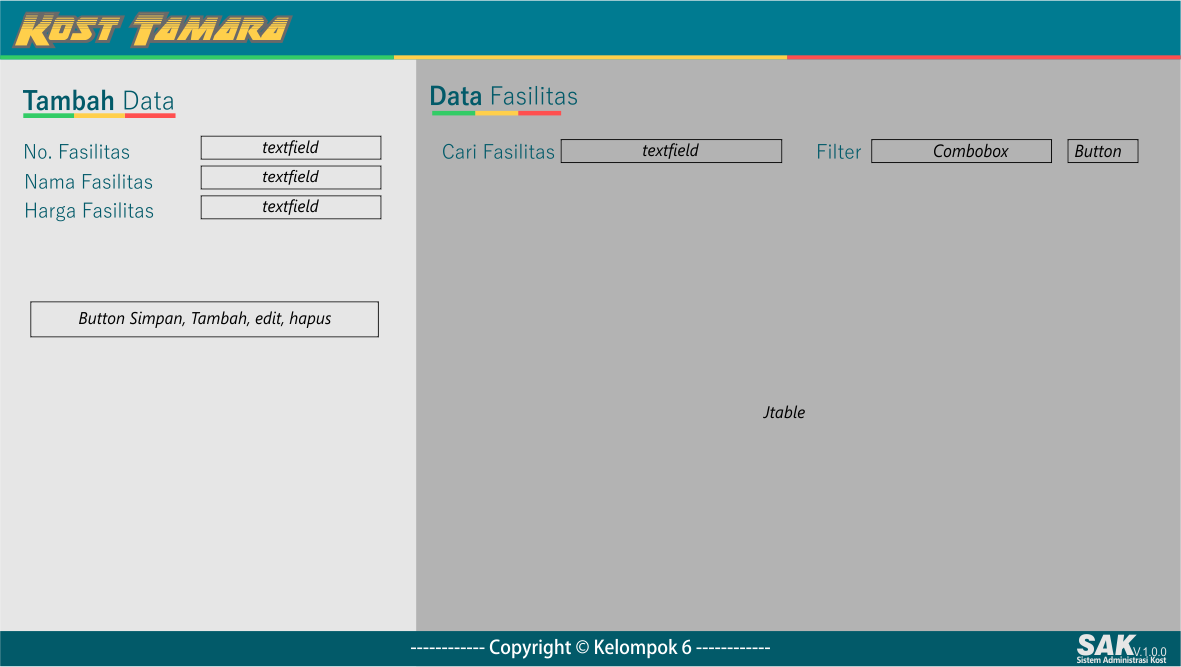 Kost Tamara
Tambah Data
No. Fasilitas textfield
Nama Fasilitas textfield
Harga Fasilitas textfield
Button Simpan, Tambah, edit, hapus
Data Fasilitas
Cari Fasilitas textfield Filter Combobox Button
Jtable
------------ Copyright © Kelompok 6 ------------
SAK V.1.0.0
Sistem Administrasi Kost